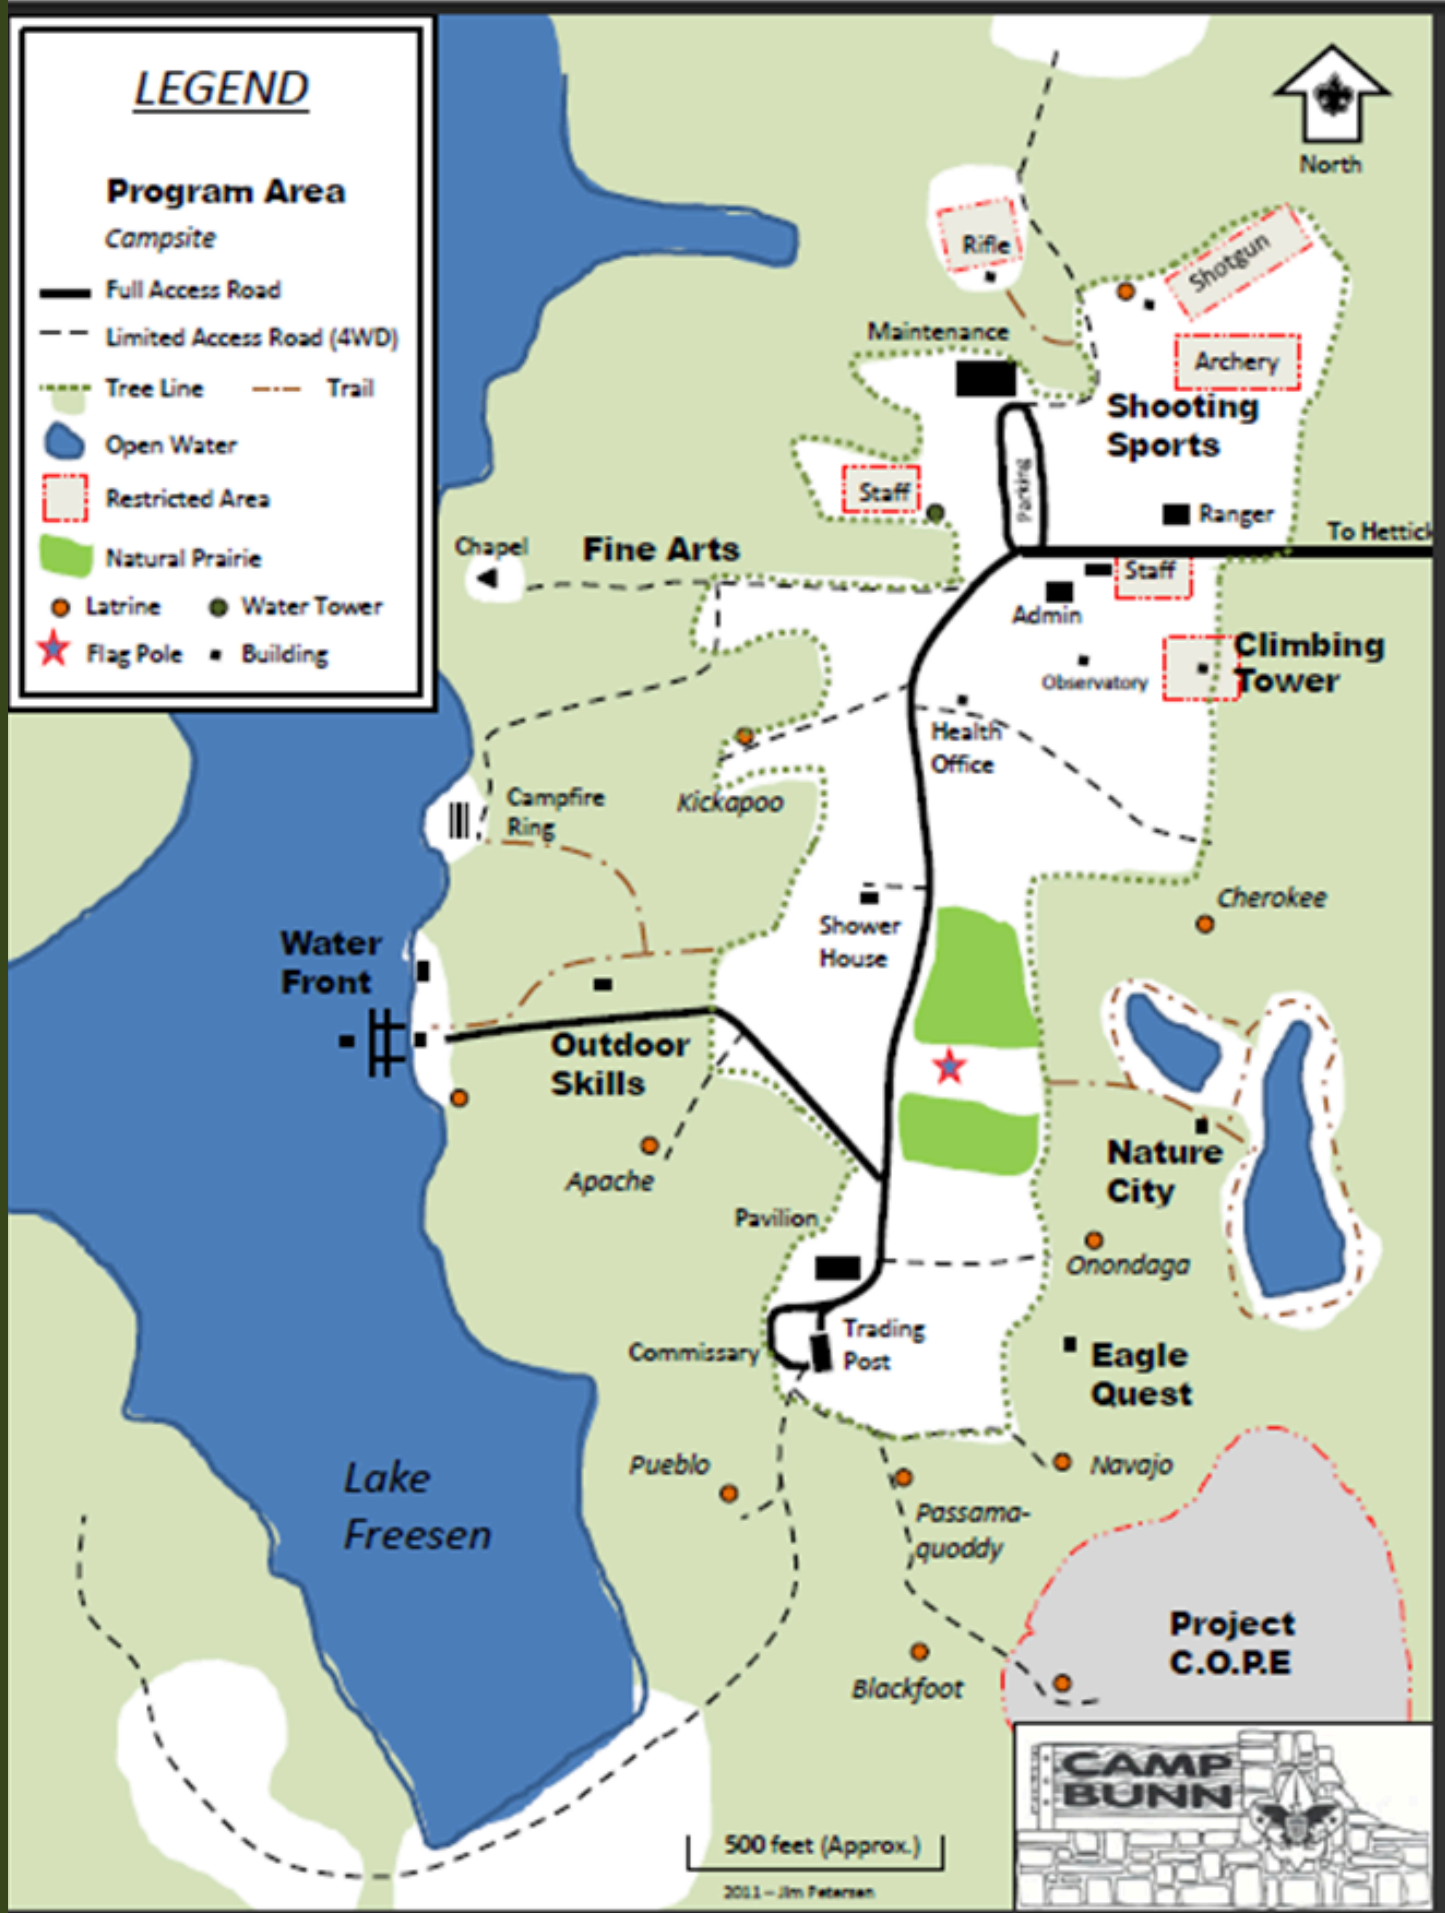 LEGEND
Program Area
Campsite
Full Access Road
Limited Access Road (4WD)
Tree Line
Trail
Open Water
Restricted Area
Natural Prairie
Latrine
Water Tower
Flag Pole
Building
North
Rifle
Shotgun
Maintenance
Archery
Shooting
Sports
Parking
Staff
Ranger
To Hettick
Chapel
Fine Arts
Staff
Admin
Climbing
Tower
Observatory
Health
Office
Campfire
Ring
Kickapoo
Cherokee
Shower
House
Water
Front
Outdoor
Skills
Nature
City
Apache
Pavilion
Onondaga
Trading
Post
Commissary
Eagle
Quest
Pueblo
Navajo
Lake
Freesen
Passama-
quoddy
Project
C.O.P.E
Blackfoot
CAMP
BUNN
500 feet (Approx.)
2011 – Jim Petersen